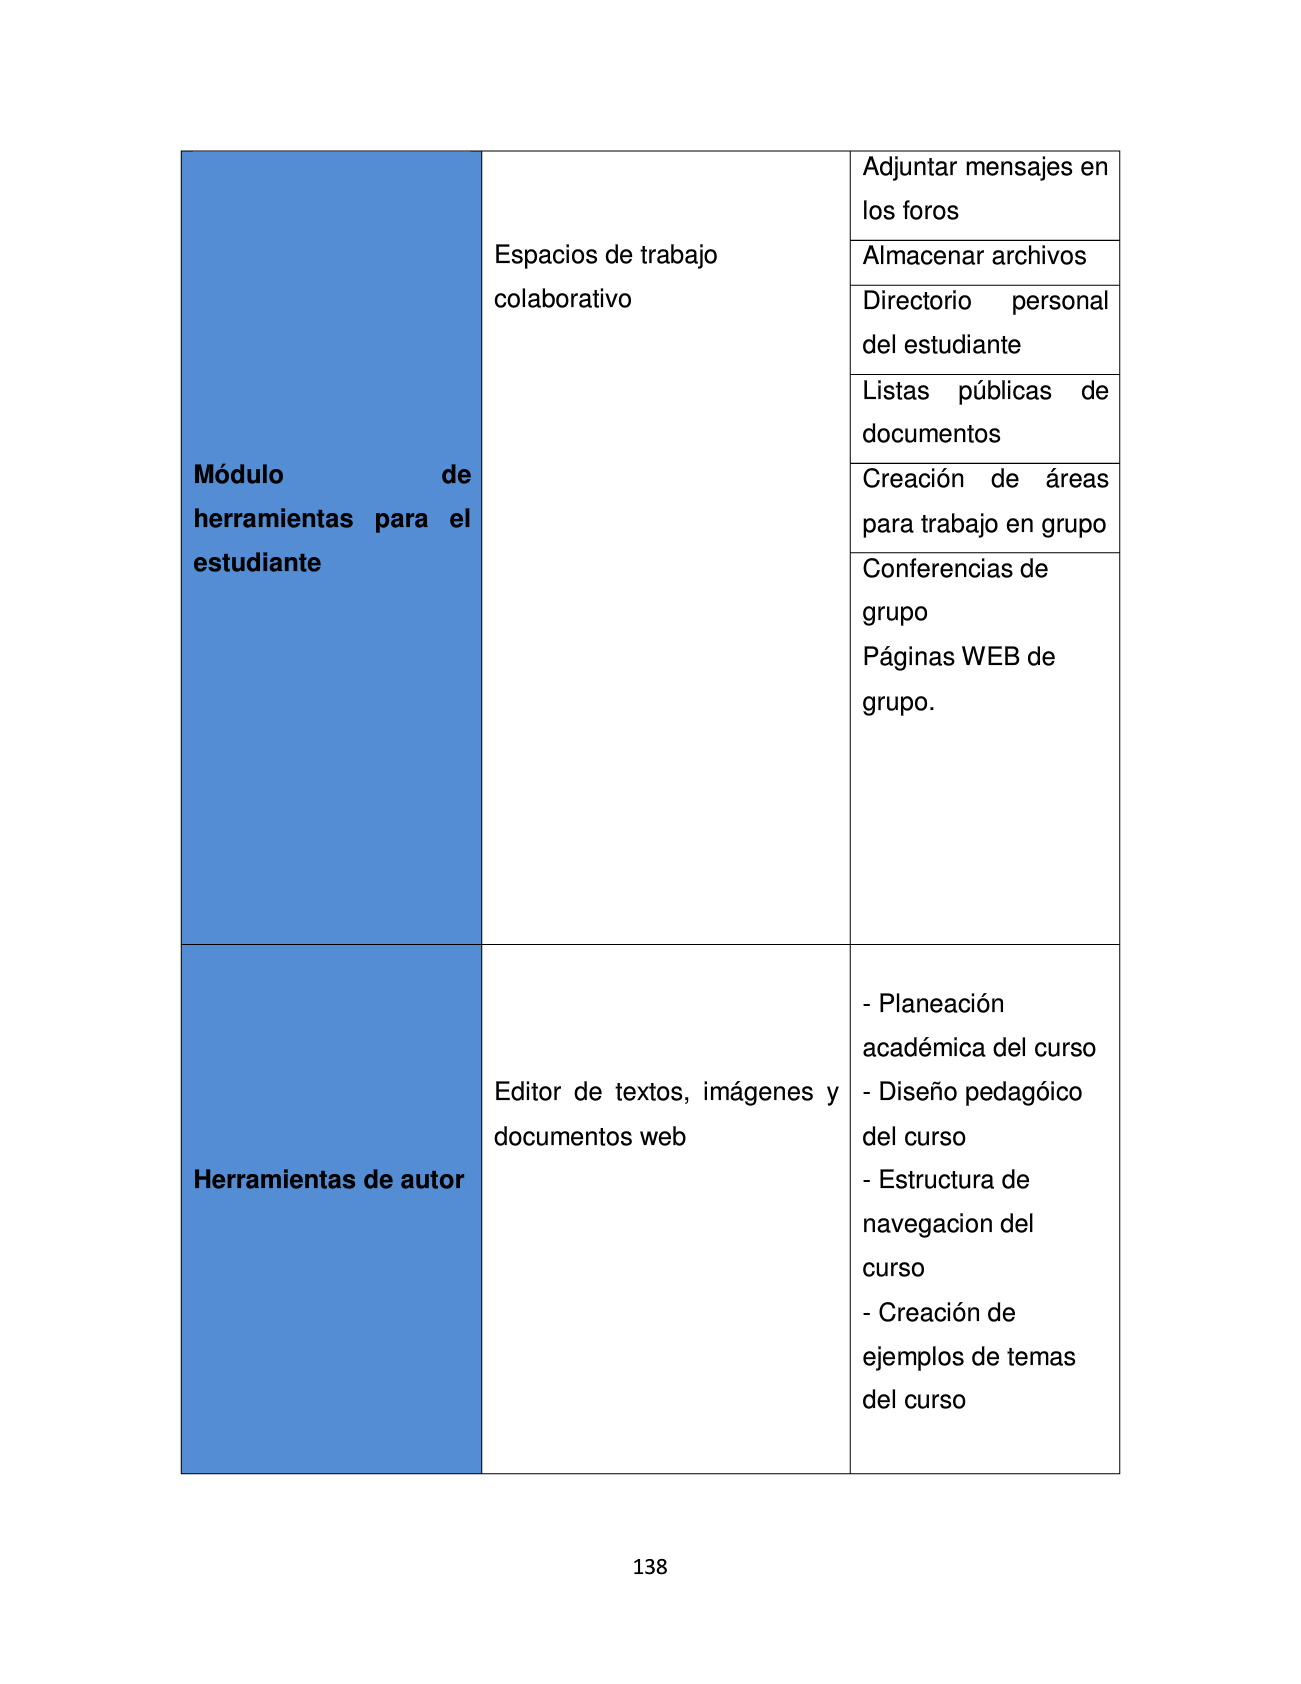 Módulo de
herramientas para el
estudiante
Espacios de trabajo
colaborativo
Adjuntar mensajes en
los foros
Almacenar archivos
Directorio personal
del estudiante
Listas públicas de
documentos
Creación de áreas
para trabajo en grupo
Conferencias de
grupo
Páginas WEB de
grupo.
Herramientas de autor
Editor de textos, imágenes y
documentos web
- Planeación
académica del curso
- Diseño pedagóico
del curso
- Estructura de
navegacion del
curso
- Creación de
ejemplos de temas
del curso
138